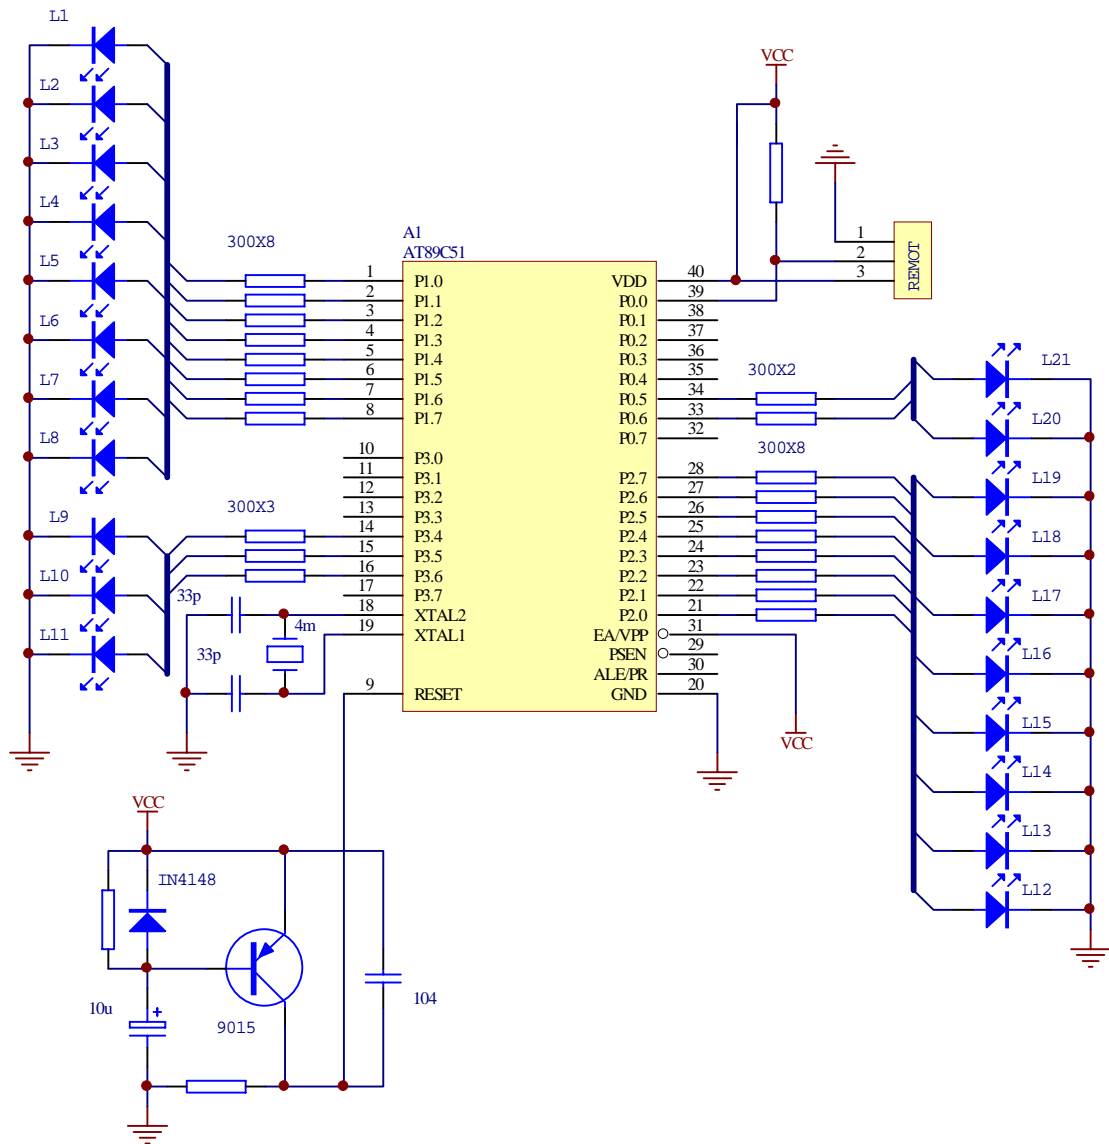 L1
L2
L3
L4
L5
L6
L7
L8
L9
L10
L11
300X8
300X3
33p
33p
4m
A1
AT89C51
1 P1.0
2 P1.1
3 P1.2
4 P1.3
5 P1.4
6 P1.5
7 P1.6
8 P1.7
10 P3.0
11 P3.1
12 P3.2
13 P3.3
14 P3.4
15 P3.5
16 P3.6
17 P3.7
18 XTAL2
19 XTAL1
9 RESET
VDD 40
P0.0 39
P0.1 38
P0.2 37
P0.3 36
P0.4 35
P0.5 34
P0.6 33
P0.7 32
P2.7 28
P2.6 27
P2.5 26
P2.4 25
P2.3 24
P2.2 23
P2.1 22
P2.0 21
EA/VPP 31
PSEN 29
ALE/PR 30
GND 20
VCC
1
2
3
REMOT
300X2
300X8
VCC
L21
L20
L19
L18
L17
L16
L15
L14
L13
L12
VCC
IN4148
10u
+
9015
104